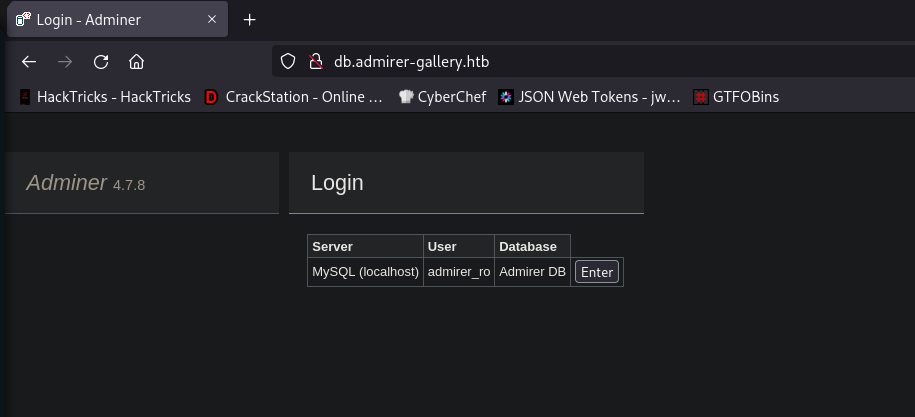 Login - Adminer
db.admirer-gallery.htb
HackTricks - HackTricks CrackStation - Online ... CyberChef JSON Web Tokens - jw... GTFOBins
Adminer 4.7.8
Login
Server User Database
MySQL (localhost) admirer_ro Admirer DB Enter